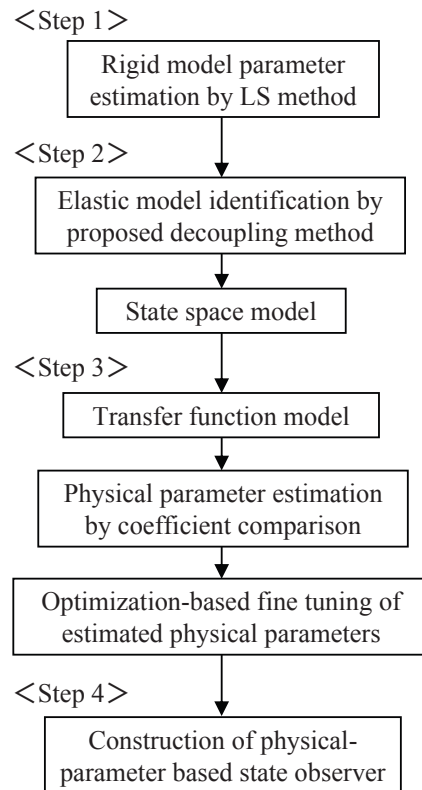 ＜Step 1＞
Rigid model parameter
estimation by LS method
＜Step 2＞
Elastic model identification by
proposed decoupling method
State space model
＜Step 3＞
Transfer function model
Physical parameter estimation
by coefficient comparison
Optimization-based fine tuning of
estimated physical parameters
＜Step 4＞
Construction of physical-
parameter based state observer